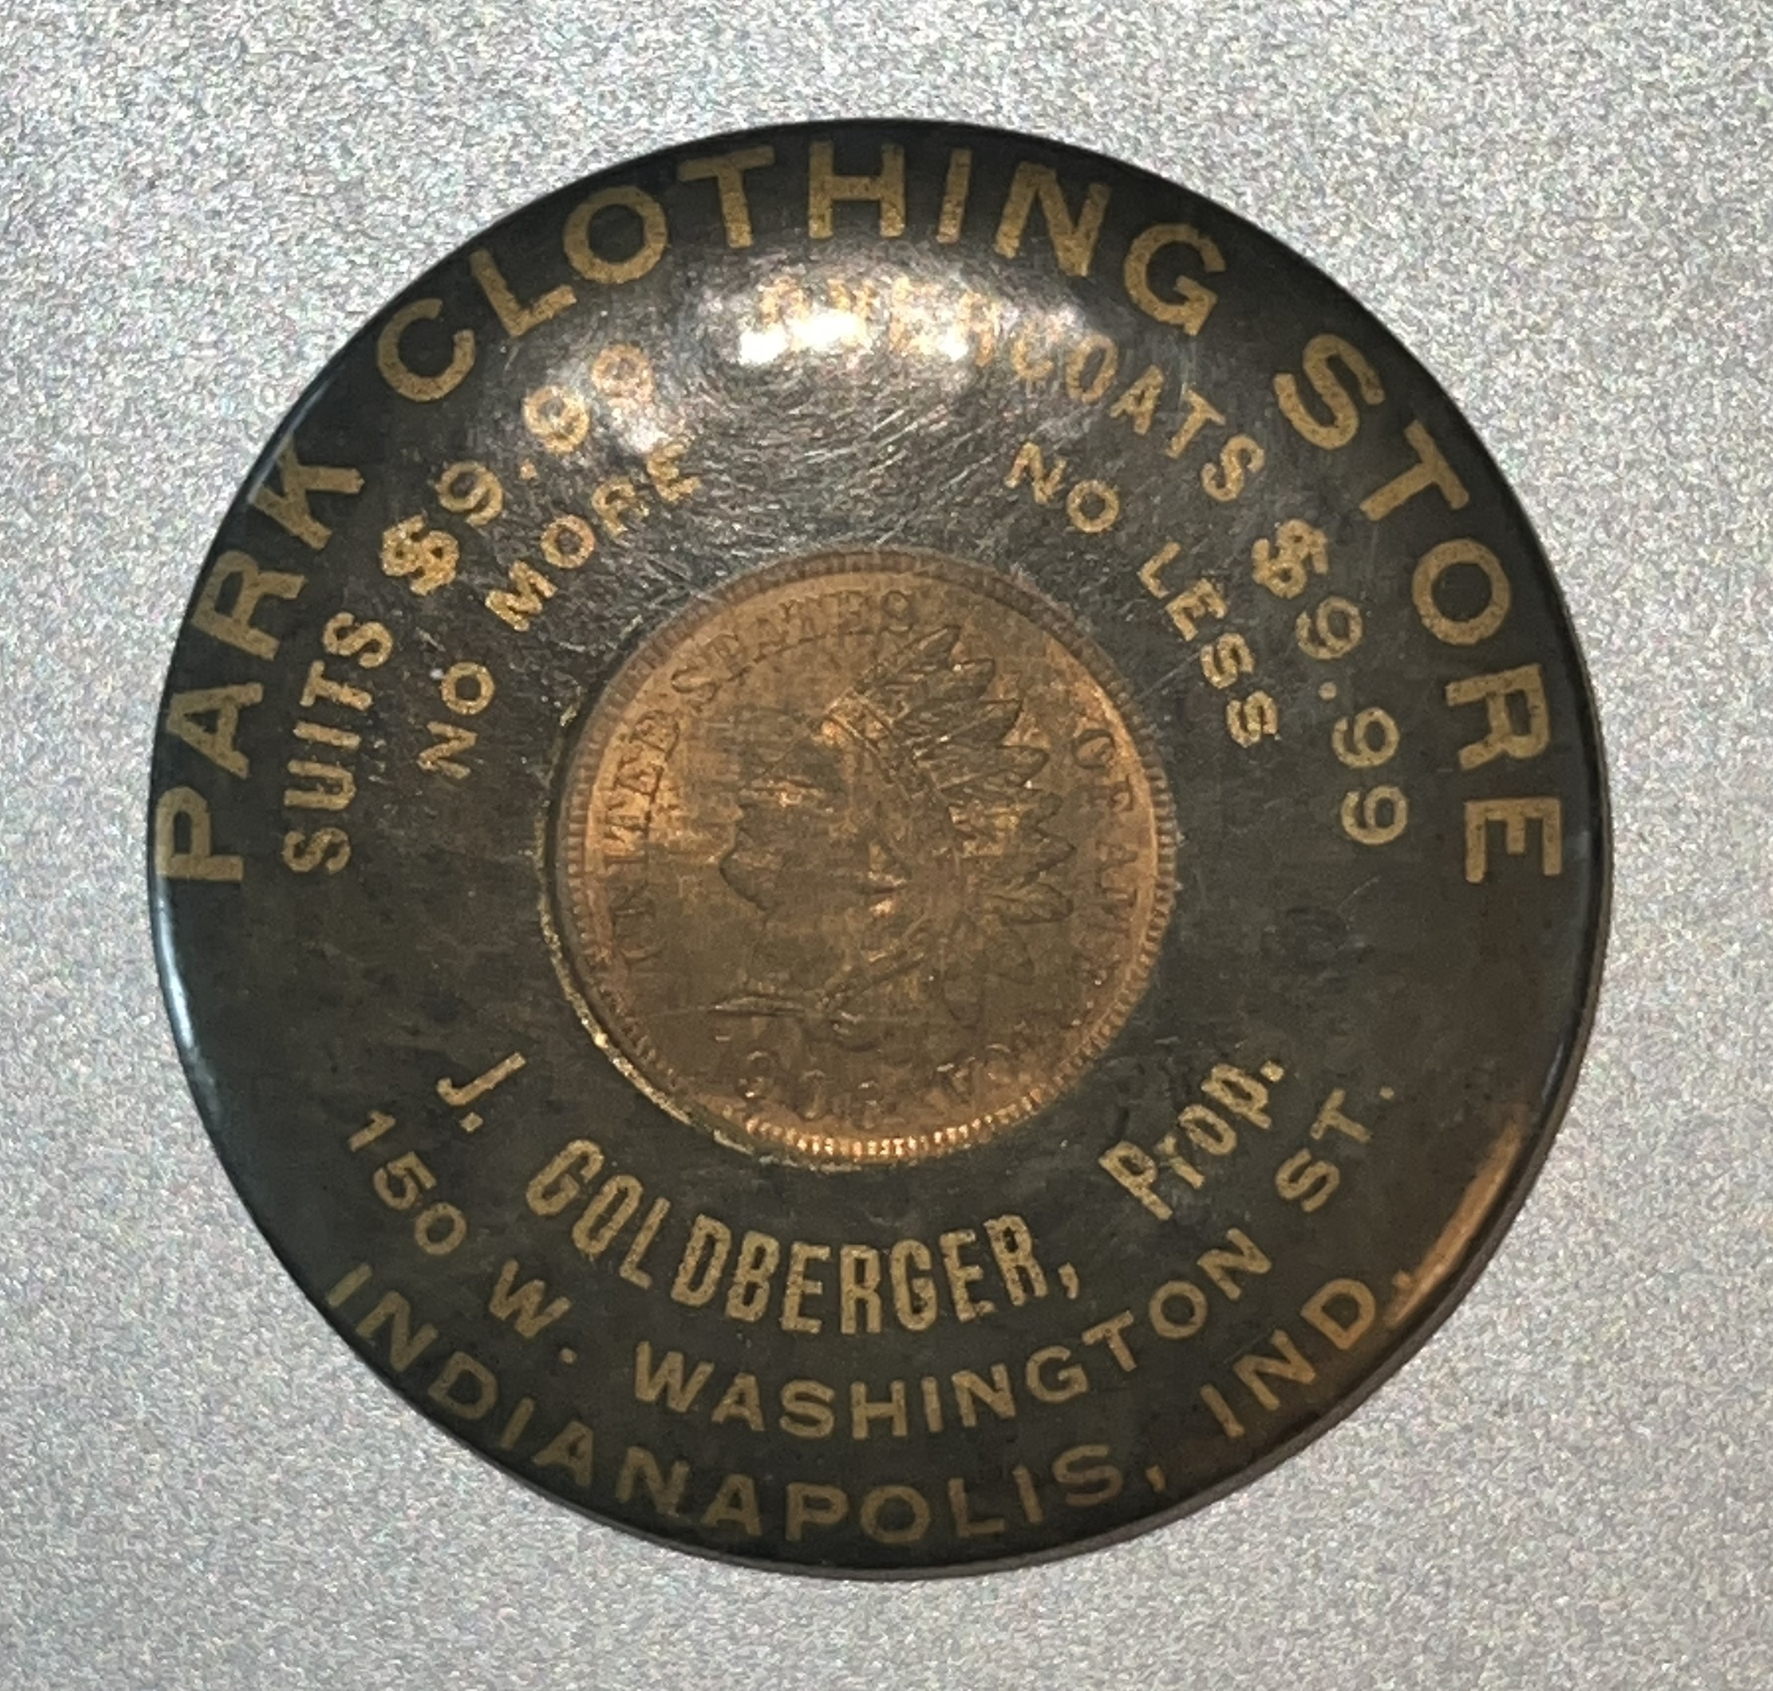 PARK CLOTHING STORE
SUITS $9.99 OVERCOATS $9.99
NO MORE NO LESS
UNITED STATES OF AMERICA
J. GOLDBERGER, Prop.
150 W. WASHINGTON ST.
INDIANAPOLIS, IND.